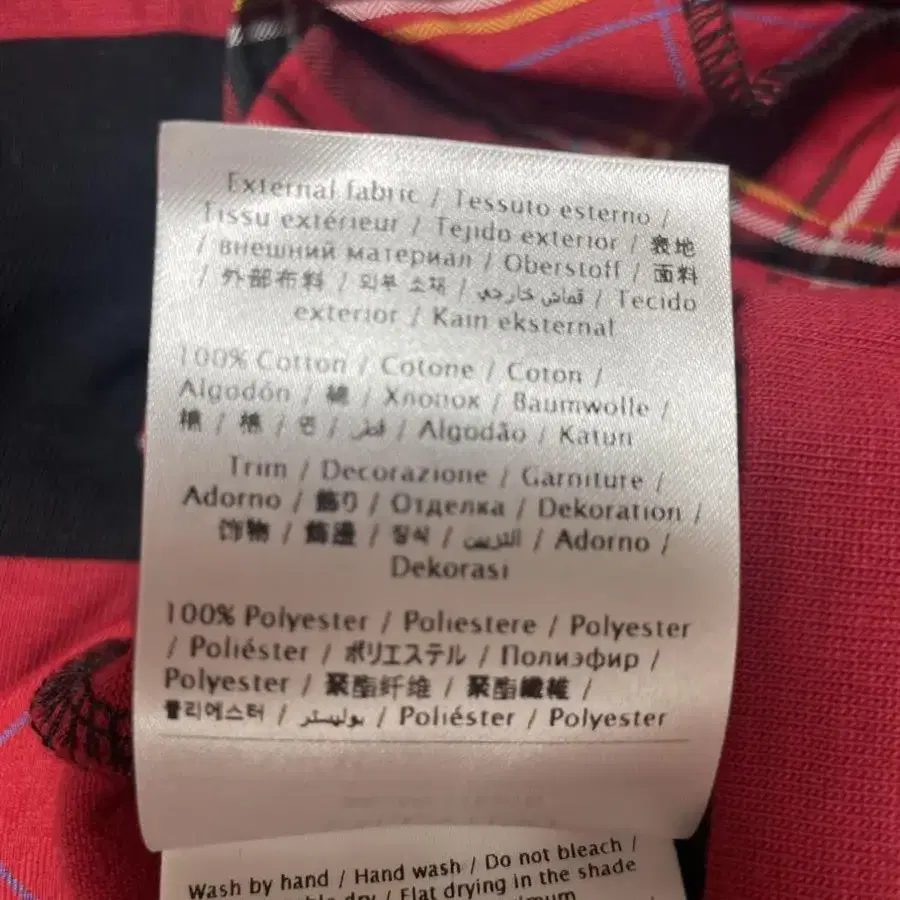 External fabric / Tessuto esterno /
Tissu extérieur / Tejido exterior / 表地
/ внешний материал / Oberstoff / 面料
/ 外部布料 / 외부 소재 / قماش خارجي / Tecido
exterior / Kain eksternal
100% Cotton / Cotone / Coton /
Algodón / 綿 / Хлопок / Baumwolle /
棉 / 棉 / 면 / قطن / Algodão / Katun
Trim / Decorazione / Garniture /
Adorno / 飾り / Отделка / Dekoration /
饰物 / 飾邊 / 장식 / التزيين / Adorno /
Dekorasi
100% Polyester / Poliestere / Polyester
/ Poliéster / ポリエステル / Полиэфир /
Polyester / 聚酯纤维 / 聚酯纖維 /
폴리에스터 / بوليستر / Poliéster / Polyester
Wash by hand / Hand wash / Do not bleach /
dry / Flat drying in the shade